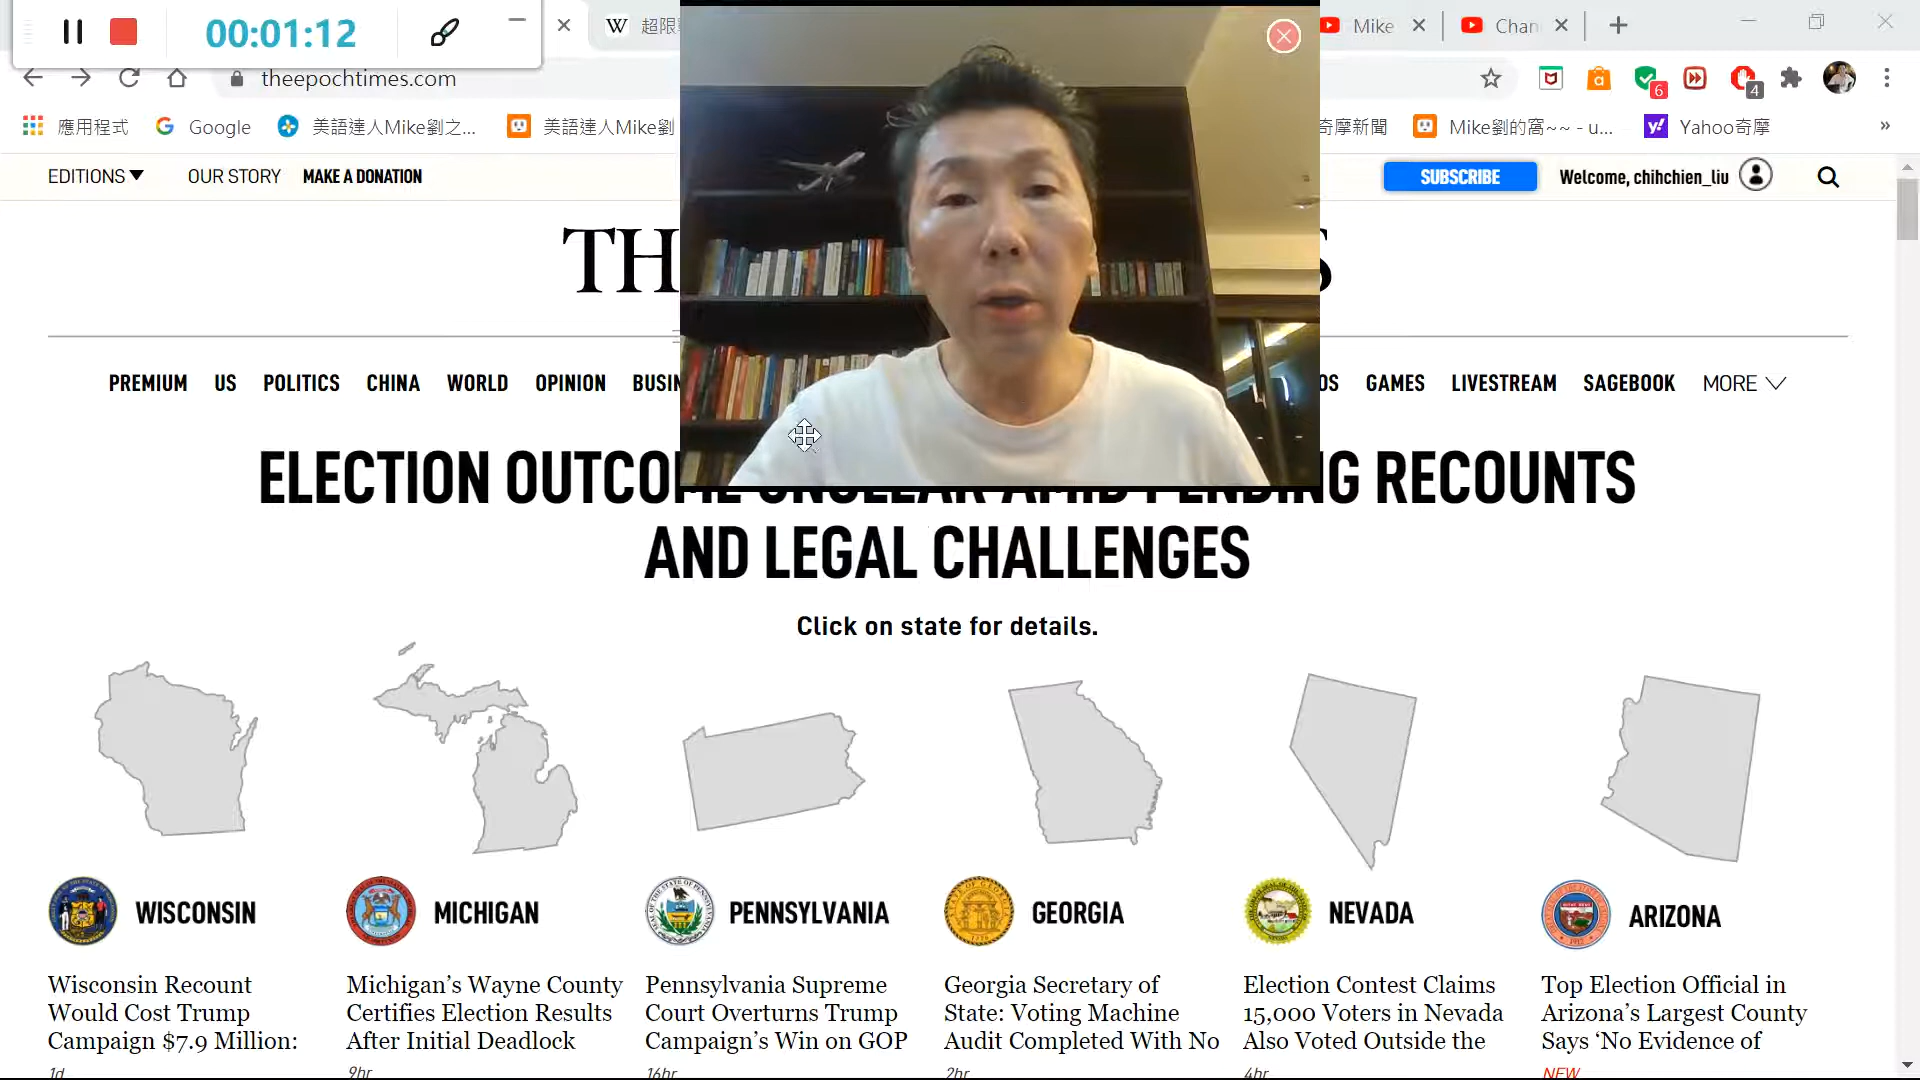 00:01:12
超限
Mike
Chan
theepochtimes.com
6
4
應用程式
Google
美語達人Mike劉之...
美語達人Mike劉
奇摩新聞
Mike劉的窩~~ - u...
Yahoo奇摩
»
EDITIONS
OUR STORY
MAKE A DONATION
SUBSCRIBE
Welcome, chihchien_liu
TH
S
PREMIUM
US
POLITICS
CHINA
WORLD
OPINION
BUSIN
OS
GAMES
LIVESTREAM
SAGEBOOK
MORE
ELECTION OUTCOME UNCLEAR AMID PENDING RECOUNTS
AND LEGAL CHALLENGES
Click on state for details.
WISCONSIN
Wisconsin Recount
Would Cost Trump
Campaign $7.9 Million:
1d
MICHIGAN
Michigan’s Wayne County
Certifies Election Results
After Initial Deadlock
9hr
PENNSYLVANIA
Pennsylvania Supreme
Court Overturns Trump
Campaign’s Win on GOP
16hr
GEORGIA
Georgia Secretary of
State: Voting Machine
Audit Completed With No
2hr
NEVADA
Election Contest Claims
15,000 Voters in Nevada
Also Voted Outside the
4hr
ARIZONA
Top Election Official in
Arizona’s Largest County
Says ‘No Evidence of
NEW